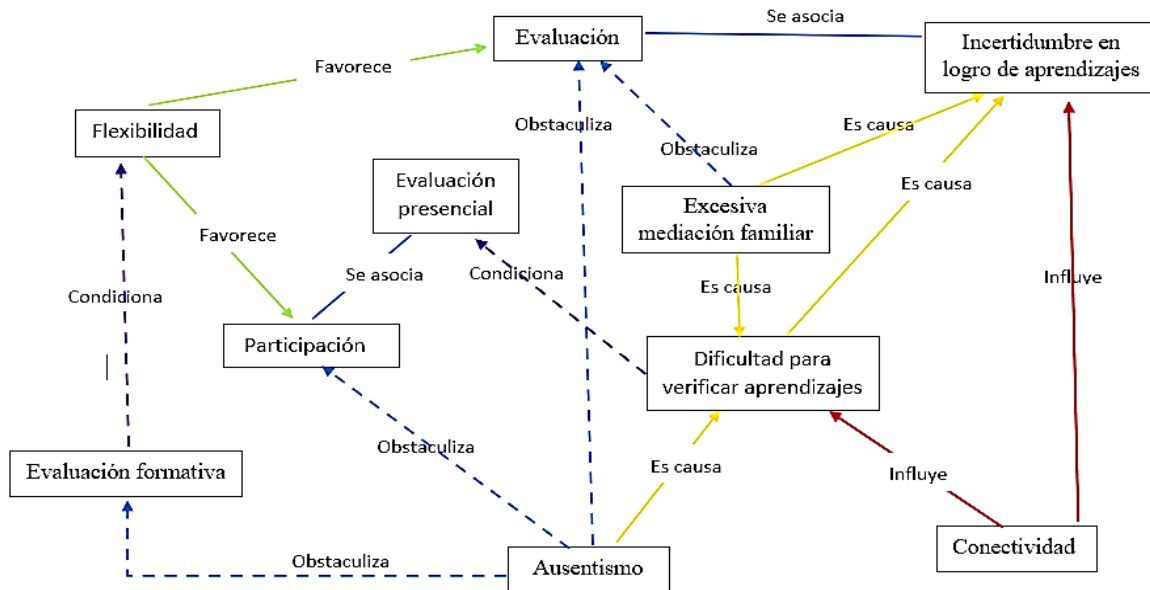 Se asocia
Evaluación
Incertidumbre en
logro de aprendizajes
Favorece
Flexibilidad
Obstaculiza
Es causa
Obstaculiza
Evaluación
presencial
Es causa
Excesiva
mediación familiar
Favorece
Condiciona
Se asocia
Condiciona
Es causa
Influye
Participación
Dificultad para
verificar aprendizajes
Obstaculiza
Evaluación formativa
Es causa
Influye
Conectividad
Obstaculiza
Ausentismo